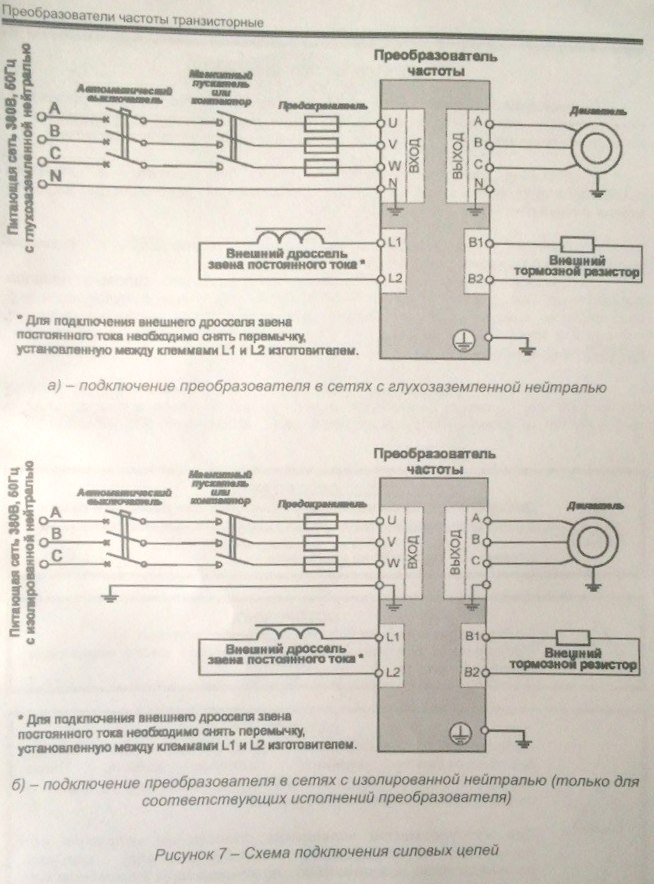 Преобразователи частоты транзисторные
Питающая сеть 380В, 50Гц
с глухозаземленной нейтралью
Автоматический
выключатель
Магнитный
пускатель
или
контактор
Предохранитель
Преобразователь
частоты
Двигатель
A
B
C
N
U
V
W
N
ВХОД
ВЫХОД
A
B
C
N
L1
L2
Внешний дроссель
звена постоянного тока *
B1
B2
Внешний
тормозной резистор
* Для подключения внешнего дросселя звена
постоянного тока необходимо снять перемычку,
установленную между клеммами L1 и L2 изготовителем.
а) – подключение преобразователя в сетях с глухозаземленной нейтралью
Питающая сеть 380В, 50Гц
с изолированной нейтралью
Автоматический
выключатель
Магнитный
пускатель
или
контактор
Предохранитель
Преобразователь
частоты
Двигатель
A
B
C
U
V
W
ВХОД
ВЫХОД
A
B
C
L1
L2
Внешний дроссель
звена постоянного тока *
B1
B2
Внешний
тормозной резистор
* Для подключения внешнего дросселя звена
постоянного тока необходимо снять перемычку,
установленную между клеммами L1 и L2 изготовителем.
б) – подключение преобразователя в сетях с изолированной нейтралью (только для
соответствующих исполнений преобразователя)
Рисунок 7 – Схема подключения силовых цепей